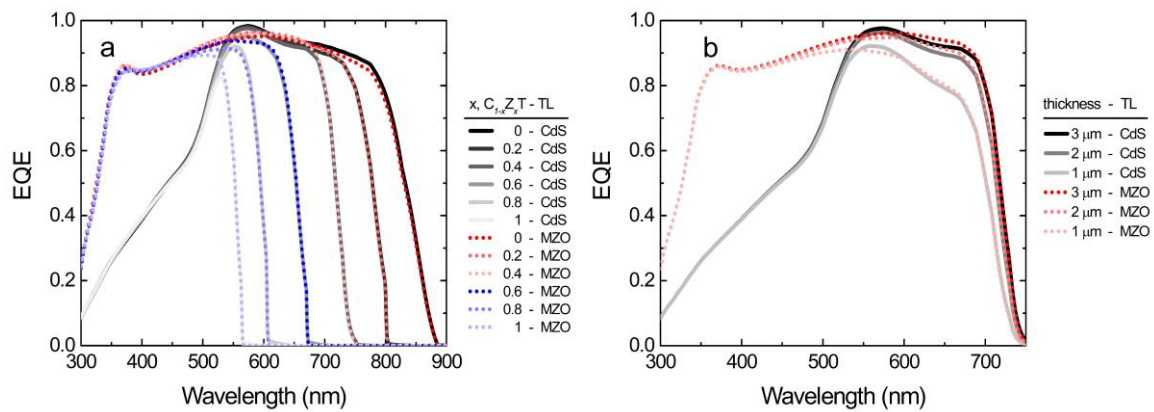 a
EQE
1.0
0.8
0.6
0.4
0.2
0.0
300 400 500 600 700 800 900
Wavelength (nm)
x, C1-xZxT - TL
0 - CdS
0.2 - CdS
0.4 - CdS
0.6 - CdS
0.8 - CdS
1 - CdS
0 - MZO
0.2 - MZO
0.4 - MZO
0.6 - MZO
0.8 - MZO
1 - MZO
b
EQE
1.0
0.8
0.6
0.4
0.2
0.0
300 400 500 600 700
Wavelength (nm)
thickness - TL
3 μm - CdS
2 μm - CdS
1 μm - CdS
3 μm - MZO
2 μm - MZO
1 μm - MZO